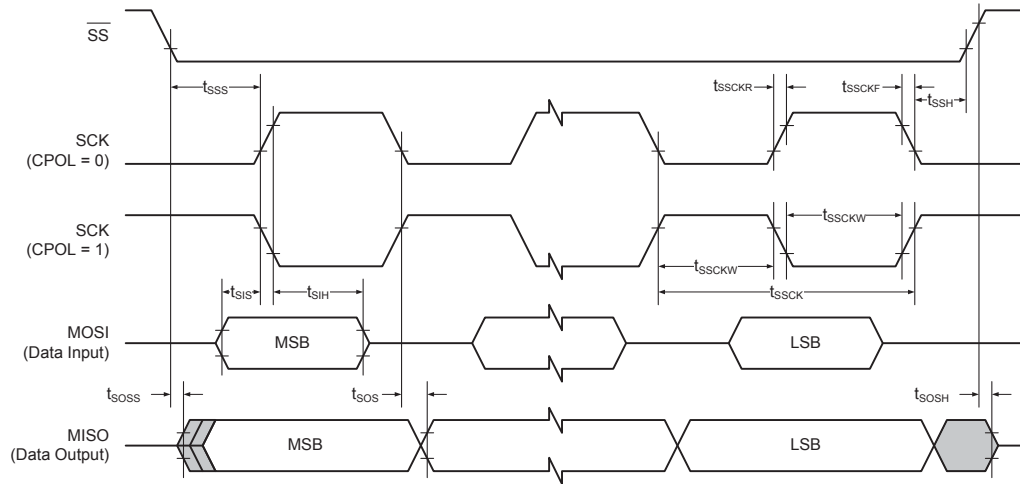 SS
tSSS
tSSCKR
tSSCKF
tSSH
SCK
(CPOL = 0)
SCK
(CPOL = 1)
tSSCKW
tSSCKW
tSSCK
tSIS
tSIH
MOSI
(Data Input)
MSB
LSB
tSOSS
tSOS
tSOSH
MISO
(Data Output)
MSB
LSB